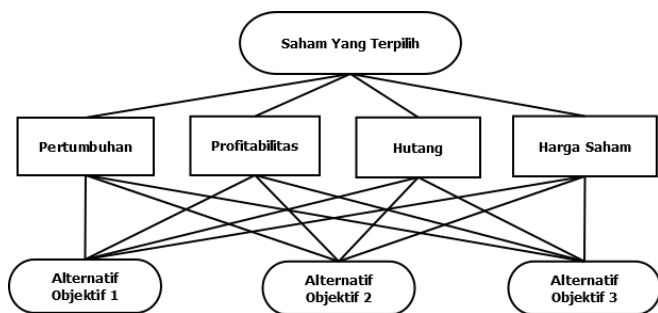 Saham Yang Terpilih
Pertumbuhan
Profitabilitas
Hutang
Harga Saham
Alternatif
Objektif 1
Alternatif
Objektif 2
Alternatif
Objektif 3